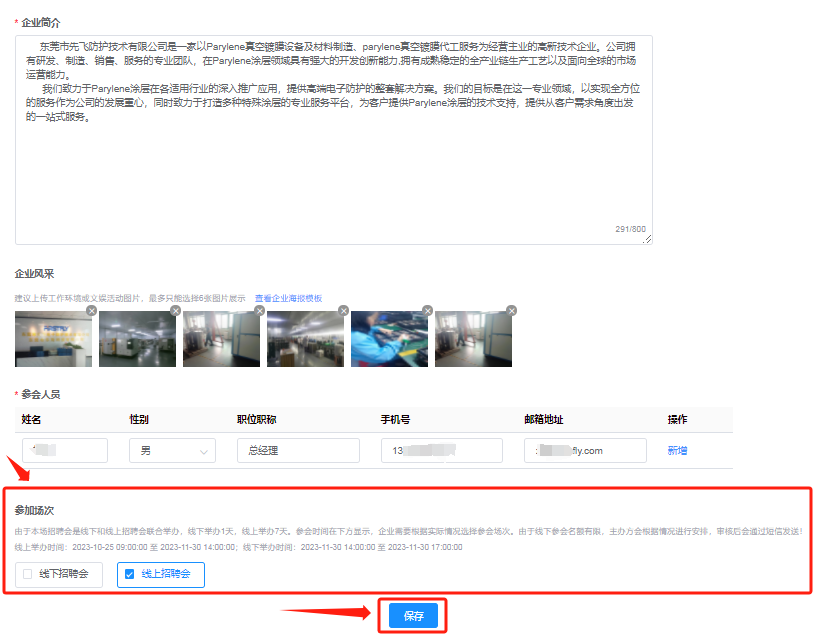 * 企业简介
东莞市先飞防护技术有限公司是一家以Parylene真空镀膜设备及材料制造、parylene真空镀膜代工服务为经营主业的高新技术企业。公司拥
有研发、制造、销售、服务的专业团队，在Parylene涂层领域具有强大的开发创新能力,拥有成熟稳定的全产业链生产工艺以及面向全球的市场
运营能力。
我们致力于Parylene涂层在各适用行业的深入推广应用，提供高端电子防护的整套解决方案。我们的目标是在这一专业领域，以实现全方位
的服务作为公司的发展重心，同时致力于打造多种特殊涂层的专业服务平台，为客户提供Parylene涂层的技术支持，提供从客户需求角度出发
的一站式服务。
291/800
企业风采
建议上传工作环境或文娱活动图片，最多只能选择6张图片展示 查看企业海报模板
* 参会人员
姓名 性别 职位职称 手机号 邮箱地址 操作
男 总经理 13 fly.com 新增
参加场次
由于本场招聘会是线下和线上招聘会联合举办，线下举办1天，线上举办7天。参会时间在下方显示，企业需要根据实际情况选择参会场次。由于线下参会名额有限，主办方会根据情况进行安排，审核后会通过短信发送
线上举办时间：2023-10-25 09:00:00 至 2023-11-30 14:00:00；线下举办时间：2023-11-30 14:00:00 至 2023-11-30 17:00:00
线下招聘会 线上招聘会
保存